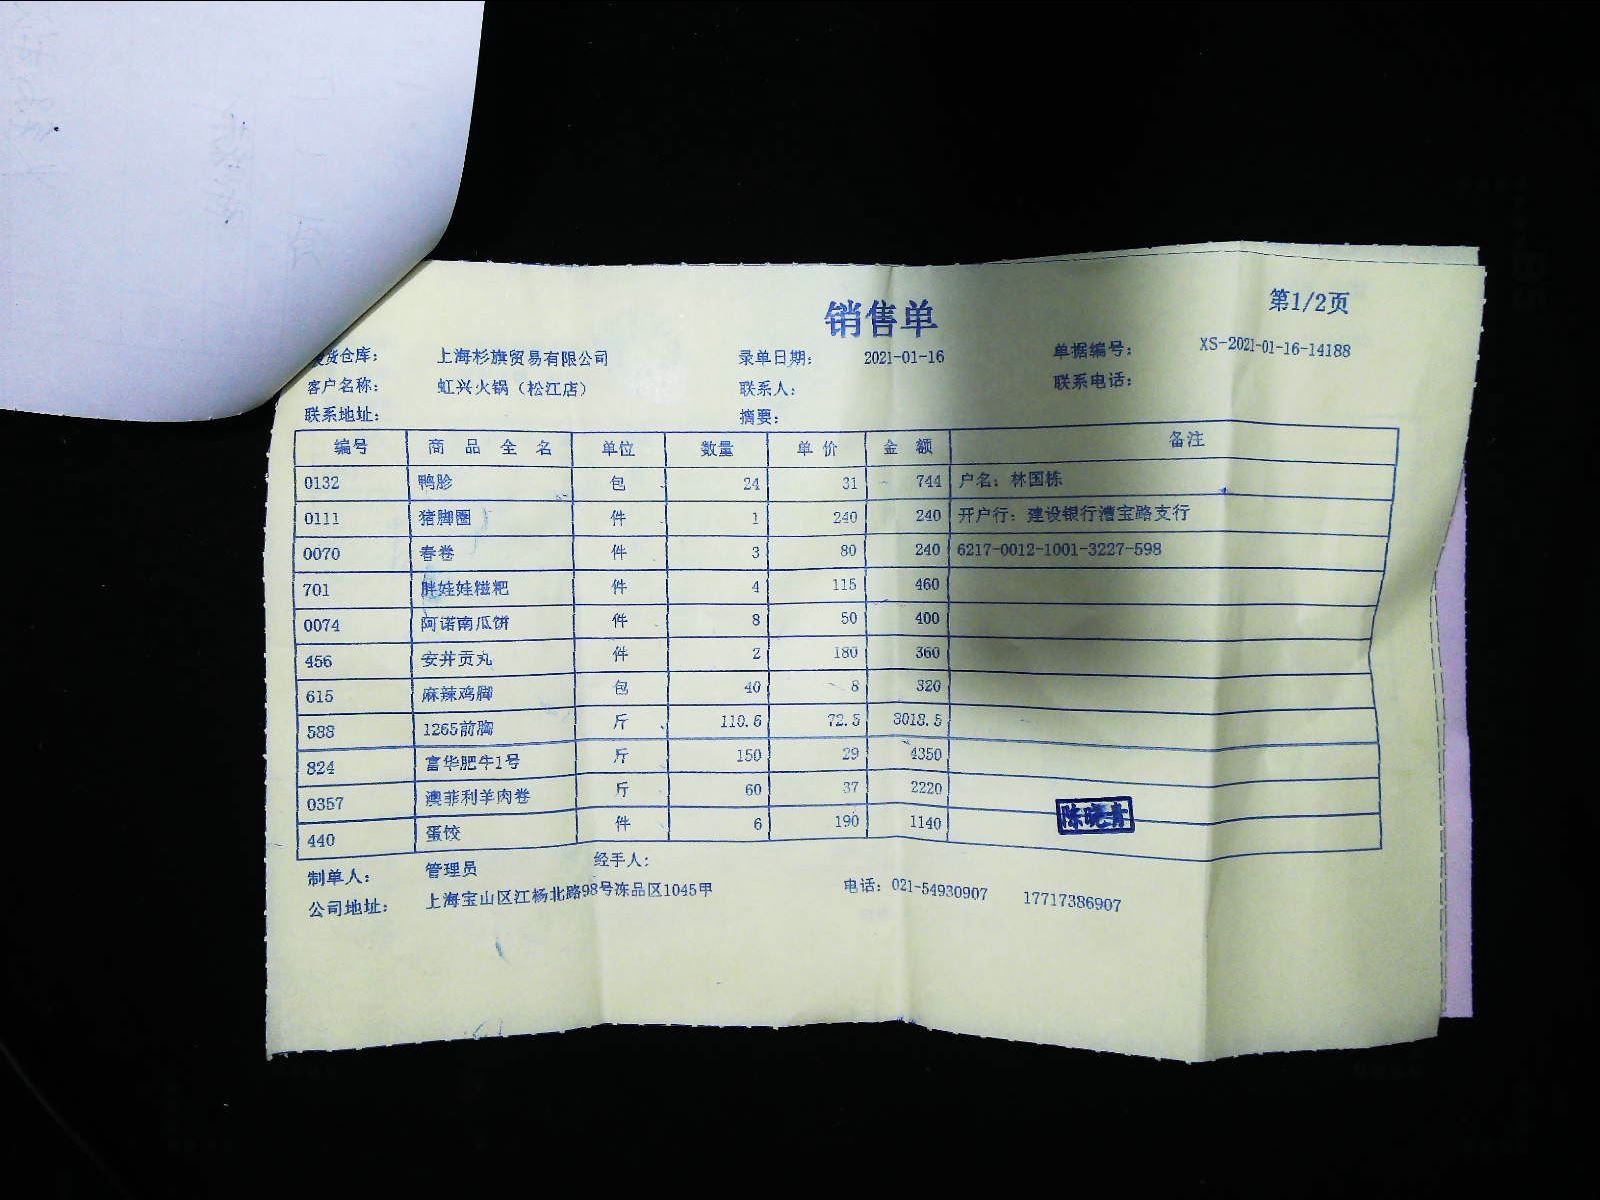 销售单
第1/2页
货仓库: 上海杉旗贸易有限公司 录单日期: 2021-01-16 单据编号: XS-2021-01-16-14188
客户名称: 虹兴火锅（松江店） 联系人: 联系电话:
联系地址: 摘要:
编号 商品全名 单位 数量 单价 金额 备注
0132 鸭胗 包 24 31 744 户名: 林国栋
0111 猪脚圈 件 1 240 240 开户行: 建设银行漕宝路支行
0070 春卷 件 3 80 240 6217-0012-1001-3227-598
701 胖娃娃糍粑 件 4 115 460
0074 阿诺南瓜饼 件 8 50 400
456 安井贡丸 件 2 180 360
615 麻辣鸡脚 包 40 8 320
588 1265前胸 斤 110.6 72.5 8018.5
824 富华肥牛1号 斤 150 29 4350
0357 澳菲利羊肉卷 斤 60 37 2220
440 蛋饺 件 6 190 1140
陈晓青
制单人: 管理员 经手人:
公司地址: 上海宝山区江杨北路98号冻品区1045甲 电话: 021-54930907 17717386907